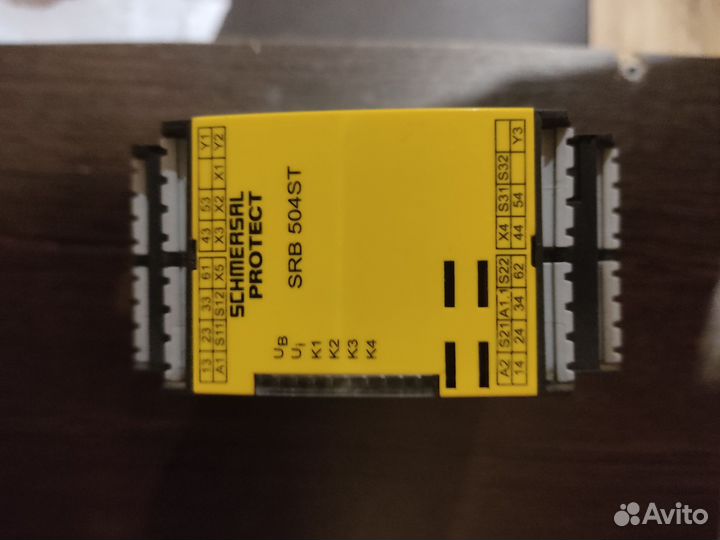 13 23 33 61 43 53 Y1
A1 S11 S12 X5 X3 X2 X1 Y2
SCHMERSAL
PROTECT
SRB 504ST
UB
Ui
K1
K2
K3
K4
A2 S21 A1.1 S22 X4 S31 S32
14 24 34 62 44 54 Y3
Avito